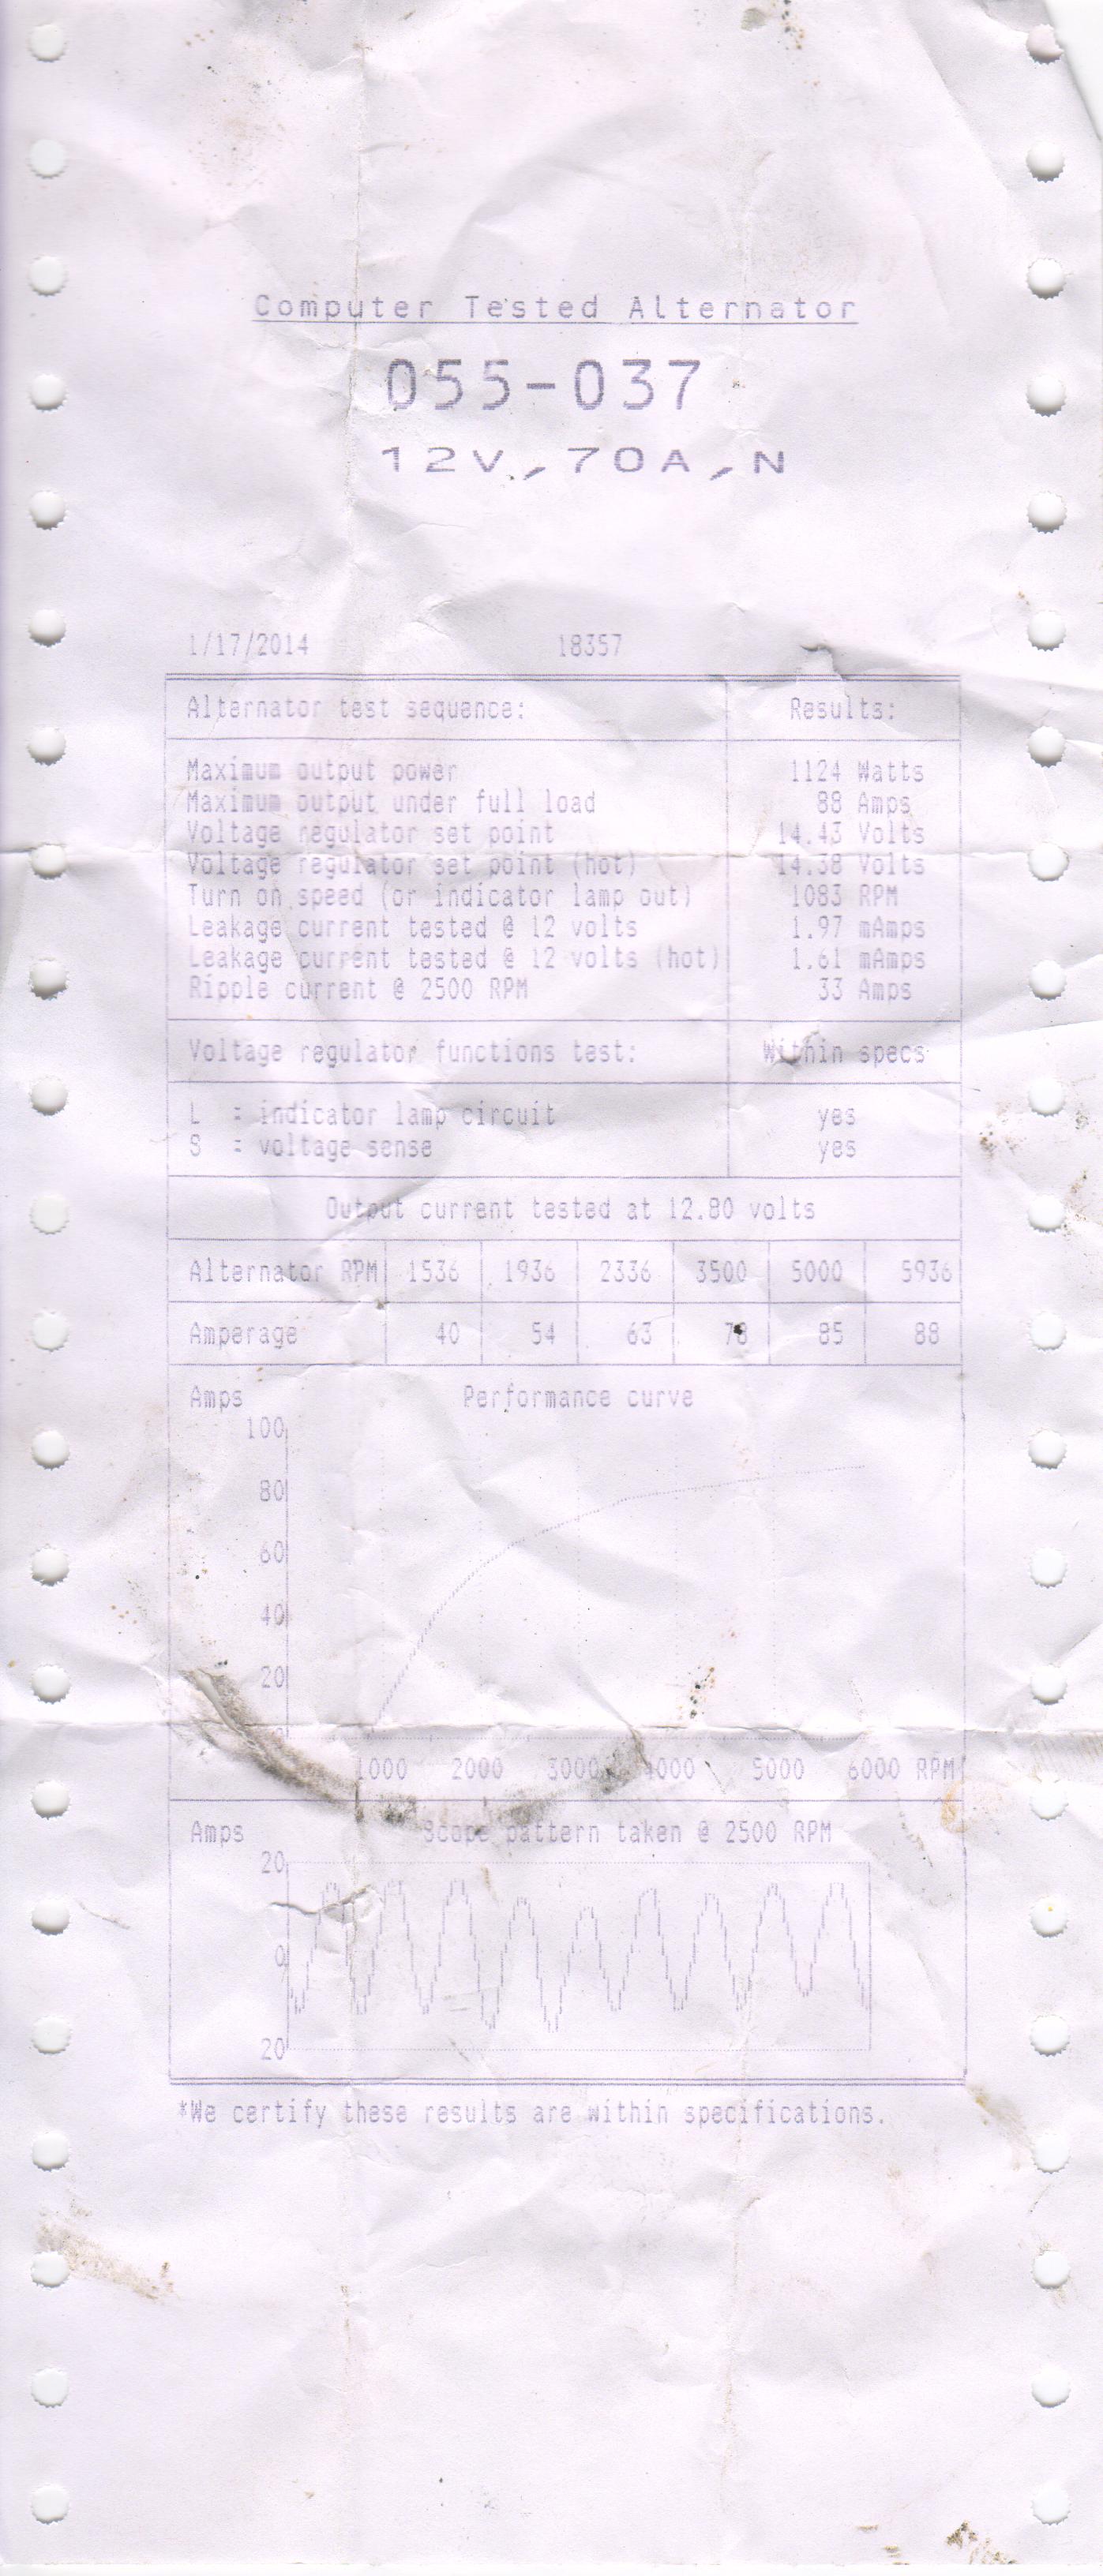 Computer Tested Alternator
055-037
12V,70A,N
1/17/2014 18357
Alternator test sequence: Results:
Maximum output power 1124 Watts
Maximum output under full load 88 Amps
Voltage regulator set point 14.43 Volts
Voltage regulator set point (hot) 14.38 Volts
Turn on speed (or indicator lamp out) 1083 RPM
Leakage current tested @ 12 volts 1.97 mAmps
Leakage current tested @ 12 volts (hot) 1.61 mAmps
Ripple current @ 2500 RPM 33 Amps
Voltage regulator functions test: Within specs
L = indicator lamp circuit yes
S = voltage sense yes
Output current tested at 12.80 volts
Alternator RPM 1536 1936 2336 3500 5000 5936
Amperage 40 54 63 78 85 88
Amps Performance curve
100
80
60
40
20
1000 2000 3000 4000 5000 6000 RPM
Amps Scope pattern taken @ 2500 RPM
20
0
20
*We certify these results are within specifications.